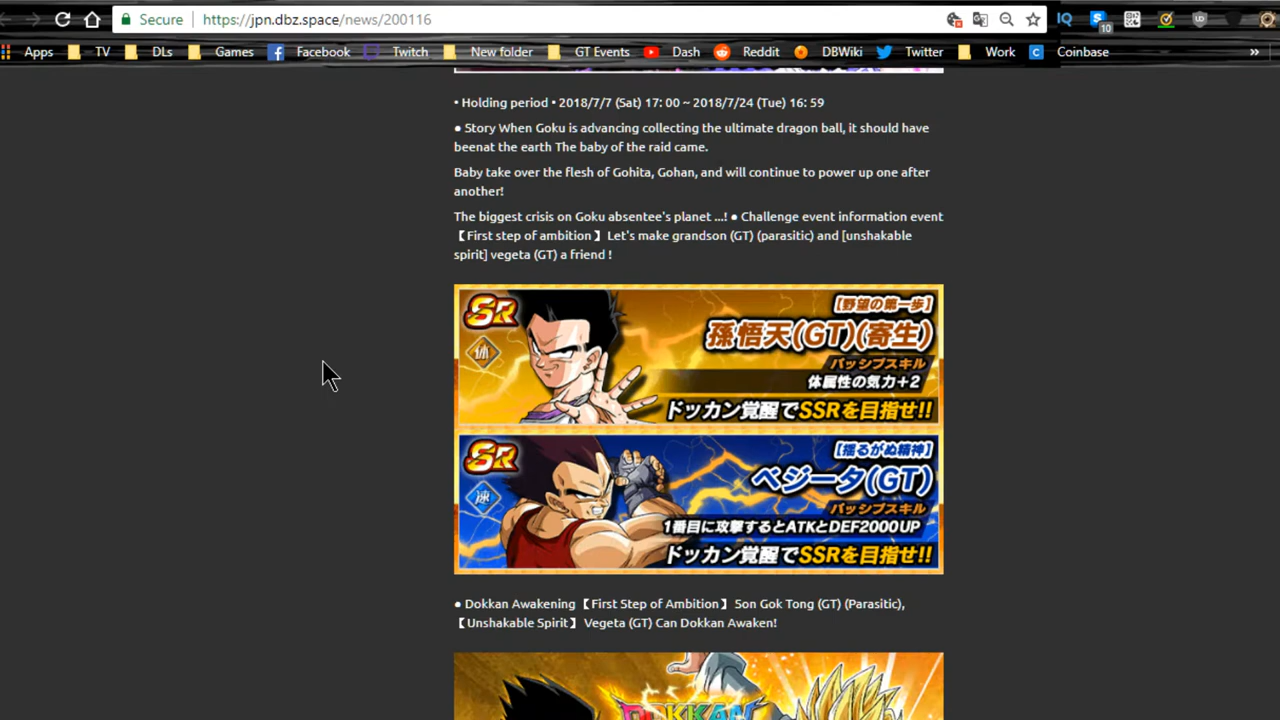 Secure https://jpn.dbz.space/news/200116
IQ
S
10
UD
Apps TV DLs Games Facebook Twitch New folder GT Events Dash Reddit DBWiki Twitter Work C Coinbase »
• Holding period • 2018/7/7 (Sat) 17: 00 ~ 2018/7/24 (Tue) 16: 59
● Story When Goku is advancing collecting the ultimate dragon ball, it should have
beenat the earth The baby of the raid came.
Baby take over the flesh of Gohita, Gohan, and will continue to power up one after
another!
The biggest crisis on Goku absentee's planet ...! ● Challenge event information event
【First step of ambition】 Let's make grandson (GT) (parasitic) and [unshakable
spirit] vegeta (GT) a friend !
SR
体
[野望の第一歩]
孫悟天(GT)(寄生)
パッシブスキル
体属性の気力+2
ドッカン覚醒でSSRを目指せ!!
SR
速
[揺るがぬ精神]
ベジータ(GT)
パッシブスキル
1番目に攻撃するとATKとDEF2000UP
ドッカン覚醒でSSRを目指せ!!
● Dokkan Awakening 【First Step of Ambition】 Son Gok Tong (GT) (Parasitic),
【Unshakable Spirit】 Vegeta (GT) Can Dokkan Awaken!
DOKKAN